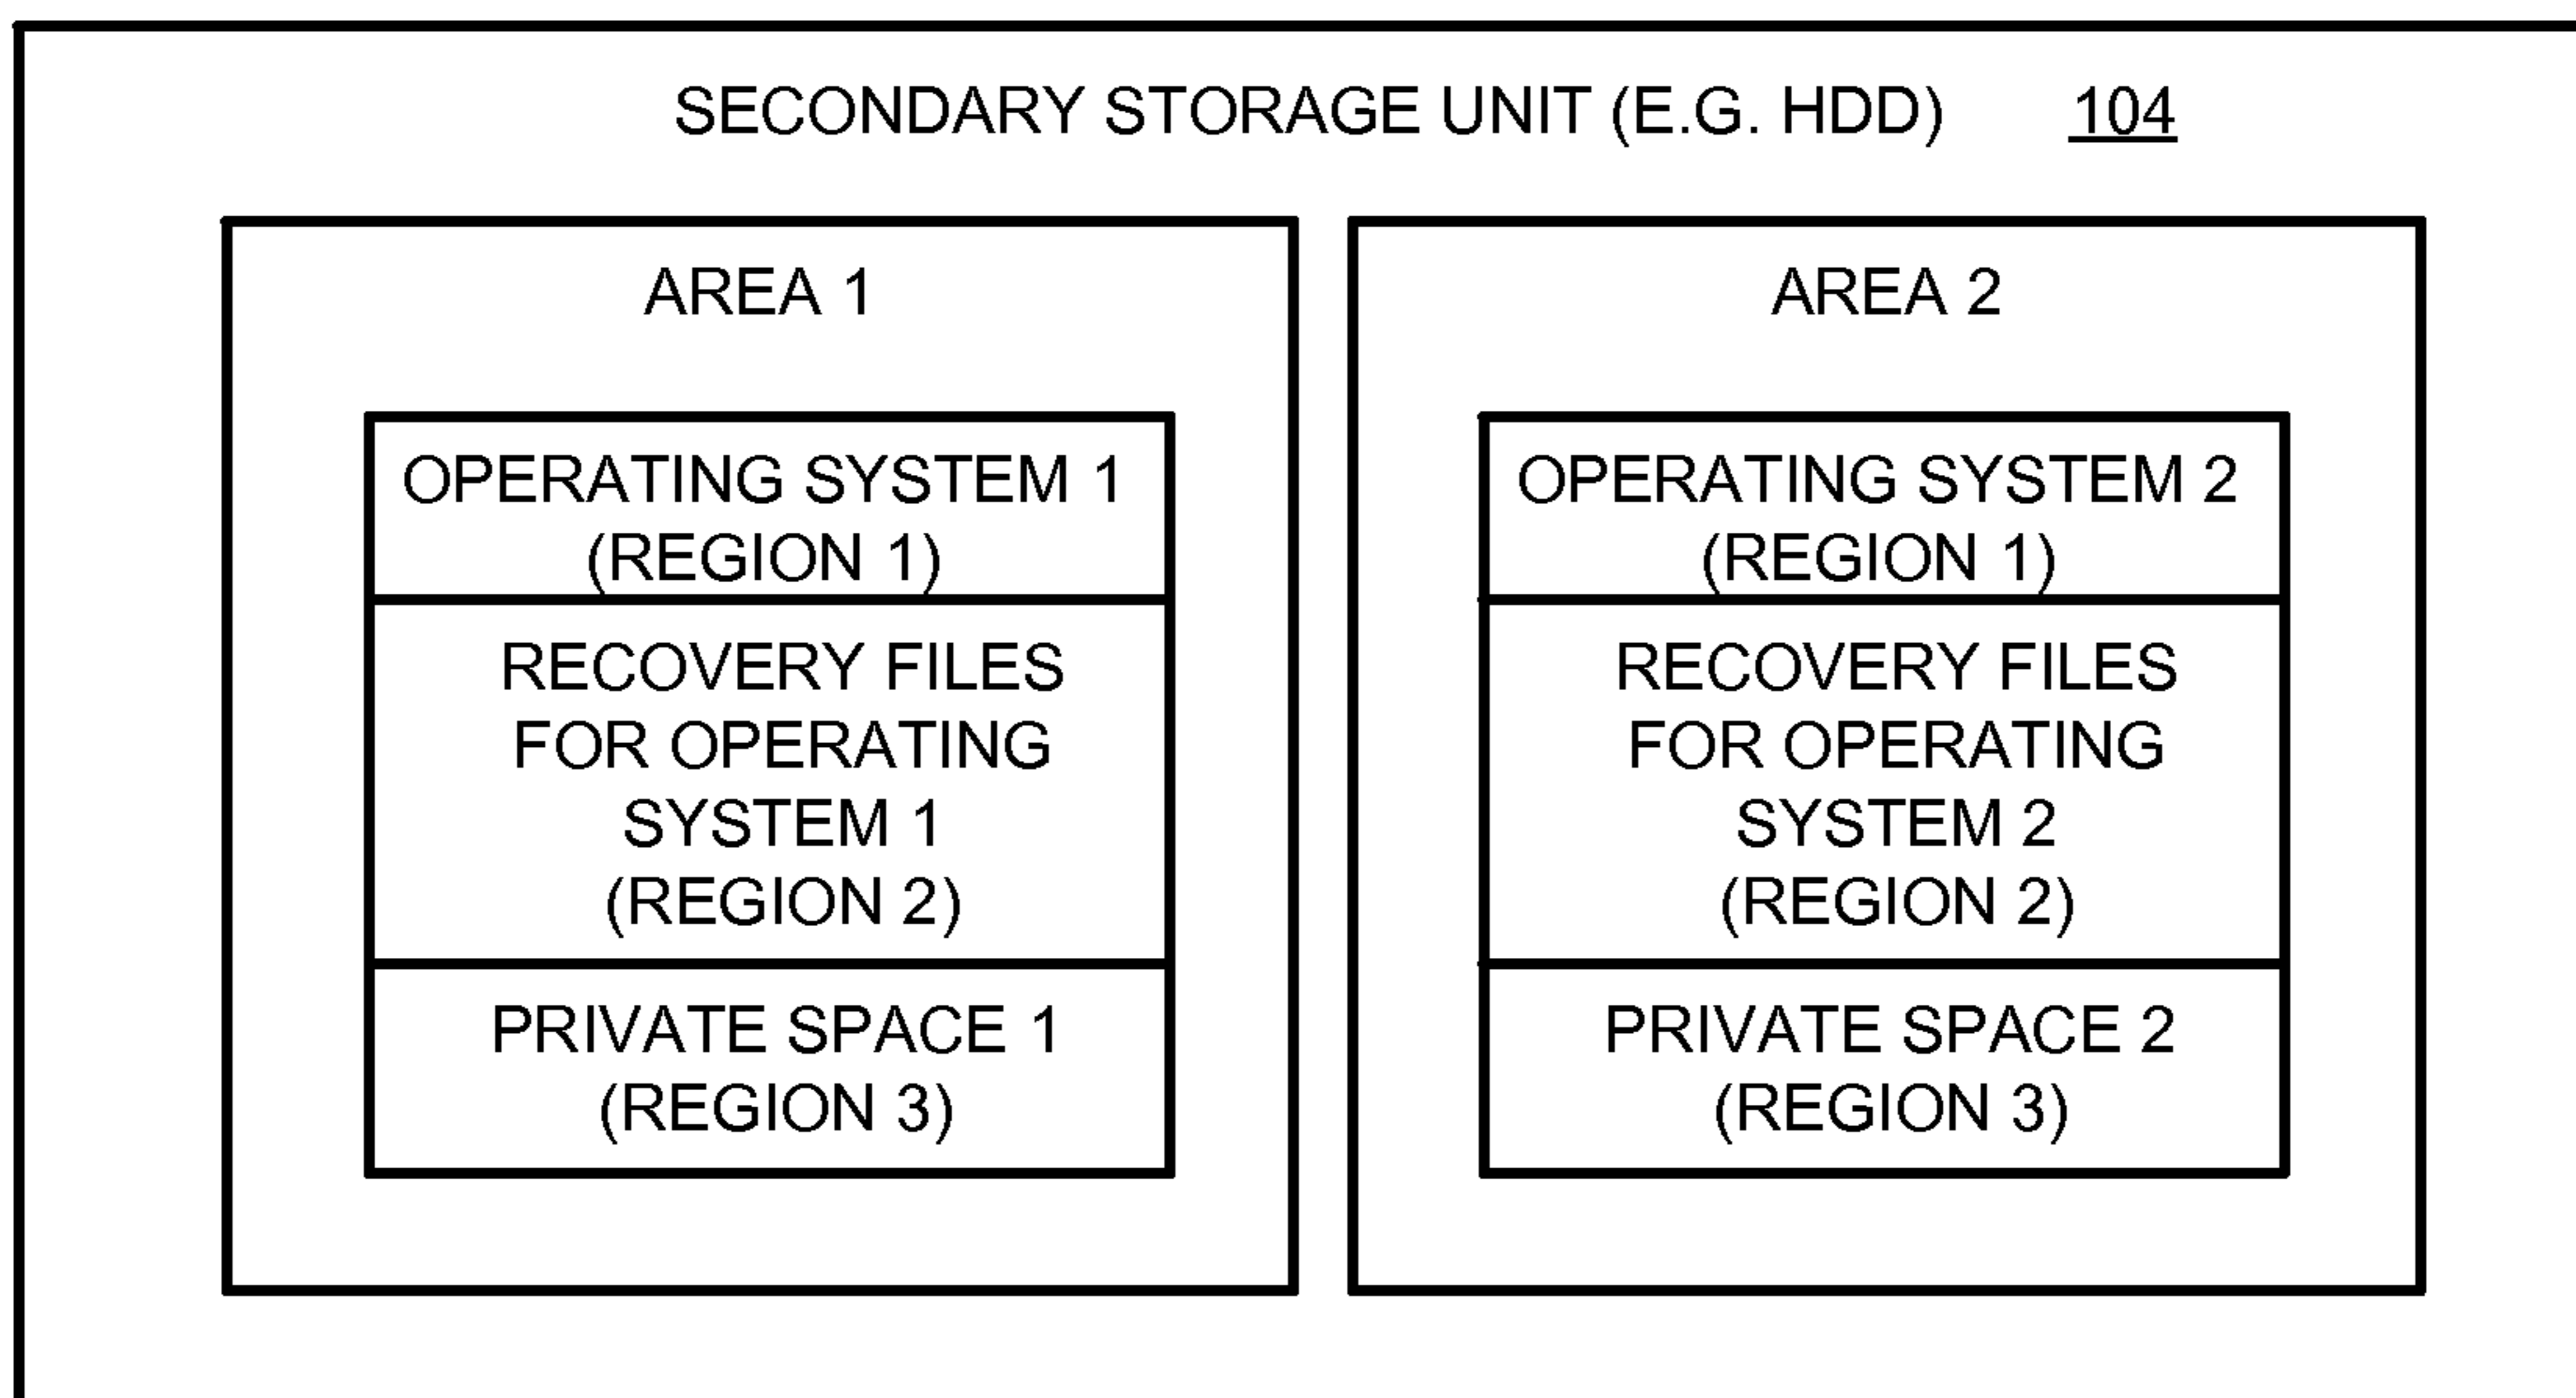 SECONDARY STORAGE UNIT (E.G. HDD) 104
AREA 1
OPERATING SYSTEM 1
(REGION 1)
RECOVERY FILES
FOR OPERATING
SYSTEM 1
(REGION 2)
PRIVATE SPACE 1
(REGION 3)
AREA 2
OPERATING SYSTEM 2
(REGION 1)
RECOVERY FILES
FOR OPERATING
SYSTEM 2
(REGION 2)
PRIVATE SPACE 2
(REGION 3)